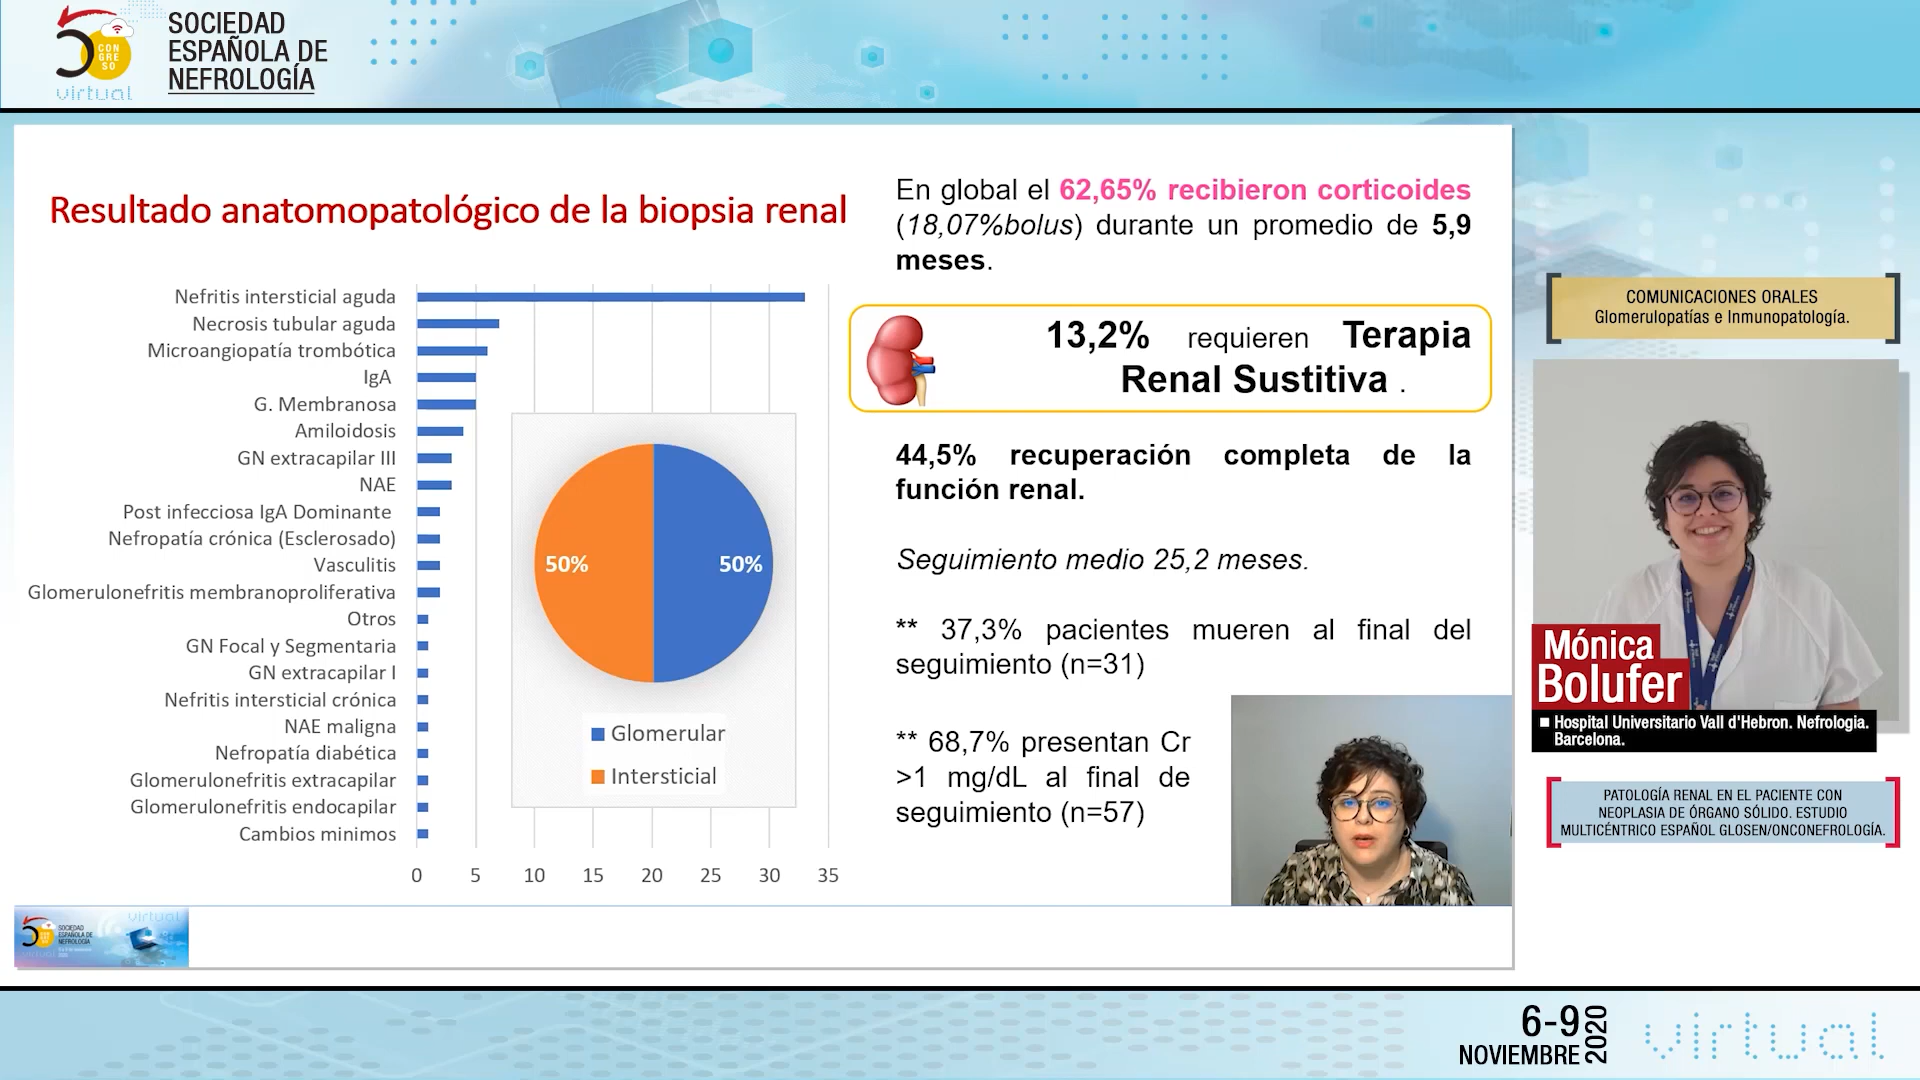 SOCIEDAD
ESPAÑOLA DE
NEFROLOGÍA
CON
GRE
SO
virtual
Resultado anatomopatológico de la biopsia renal
Nefritis intersticial aguda
Necrosis tubular aguda
Microangiopatía trombótica
IgA
G. Membranosa
Amiloidosis
GN extracapilar III
NAE
Post infecciosa IgA Dominante
Nefropatía crónica (Esclerosado)
Vasculitis
Glomerulonefritis membranoproliferativa
Otros
GN Focal y Segmentaria
GN extracapilar I
Nefritis intersticial crónica
NAE maligna
Nefropatía diabética
Glomerulonefritis extracapilar
Glomerulonefritis endocapilar
Cambios minimos
0 5 10 15 20 25 30 35
50% 50%
Glomerular
Intersticial
En global el 62,65% recibieron corticoides
(18,07%bolus) durante un promedio de 5,9
meses.
13,2% requieren Terapia
Renal Sustitiva .
44,5% recuperación completa de la
función renal.
Seguimiento medio 25,2 meses.
** 37,3% pacientes mueren al final del
seguimiento (n=31)
** 68,7% presentan Cr
>1 mg/dL al final de
seguimiento (n=57)
COMUNICACIONES ORALES
Glomerulopatías e Inmunopatología.
Mónica
Bolufer
Hospital Universitario Vall d'Hebron. Nefrologia.
Barcelona.
PATOLOGÍA RENAL EN EL PACIENTE CON
NEOPLASIA DE ÓRGANO SÓLIDO. ESTUDIO
MULTICÉNTRICO ESPAÑOL GLOSEN/ONCONEFROLOGÍA.
SOCIEDAD
ESPAÑOLA DE
NEFROLOGÍA
virtual
6-9
NOVIEMBRE
2020
virtual